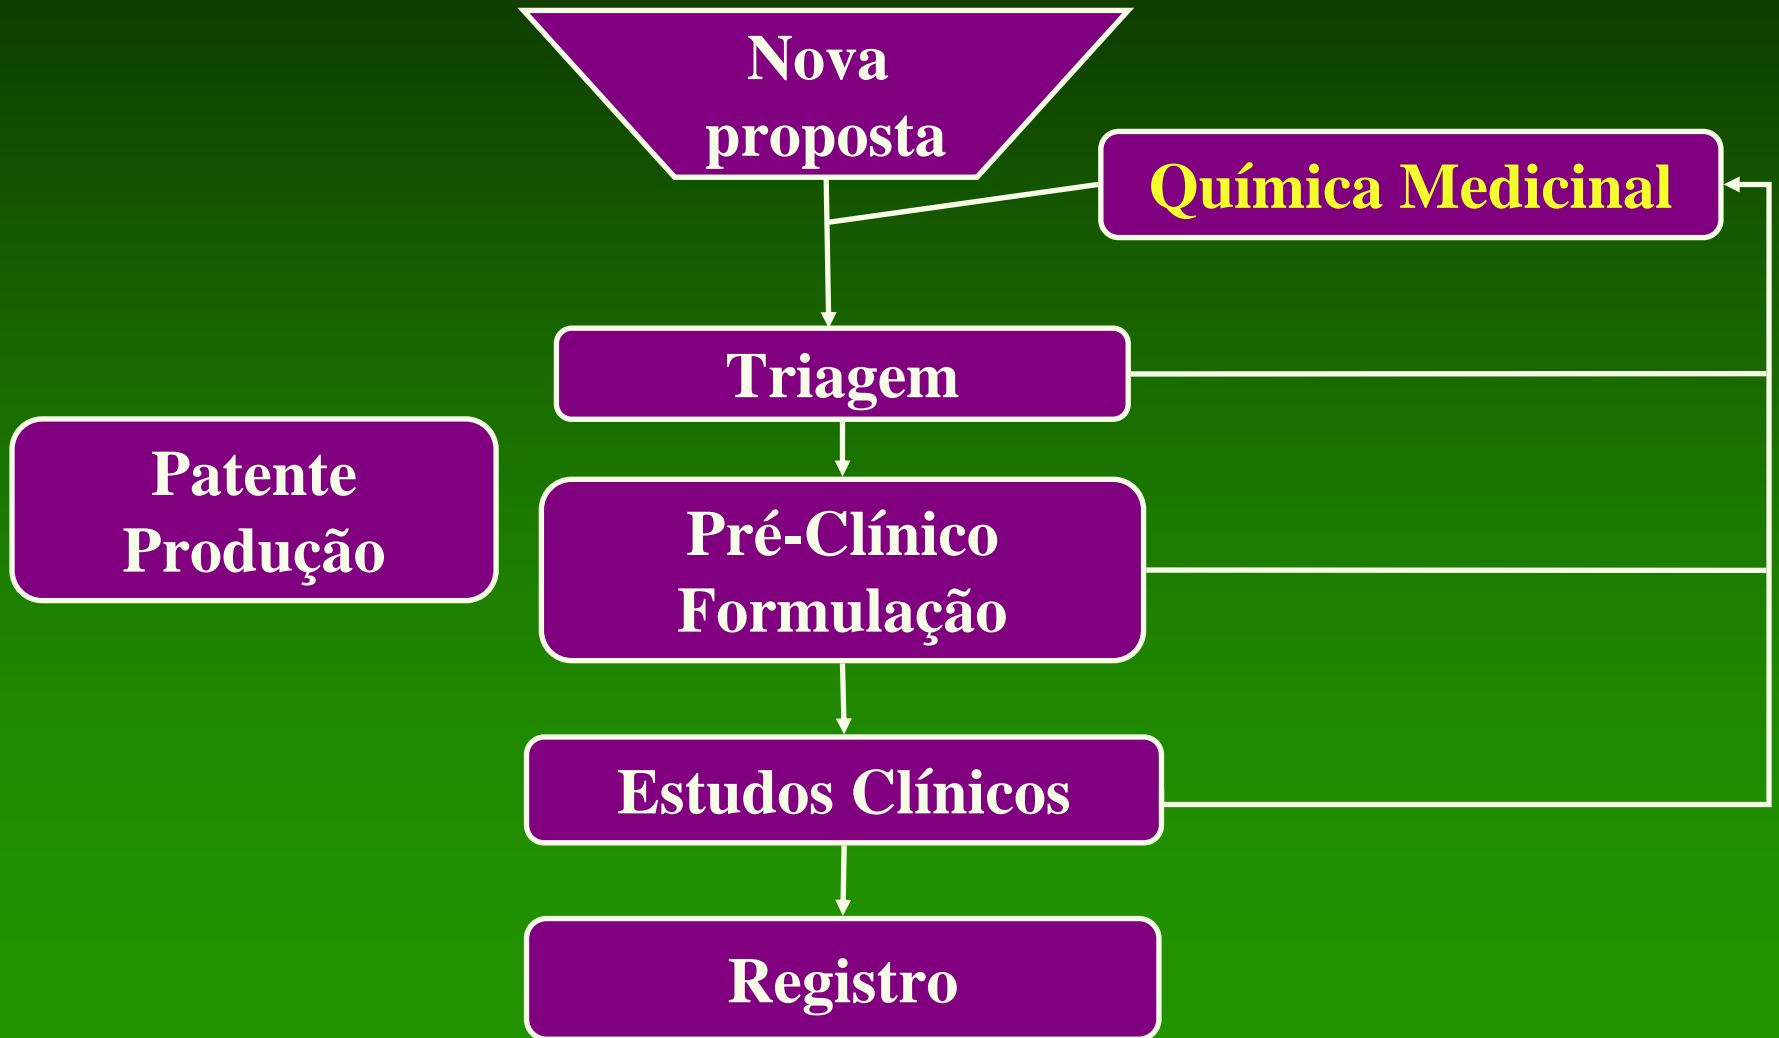 Nova
proposta
Química Medicinal
Triagem
Patente
Produção
Pré-Clínico
Formulação
Estudos Clínicos
Registro